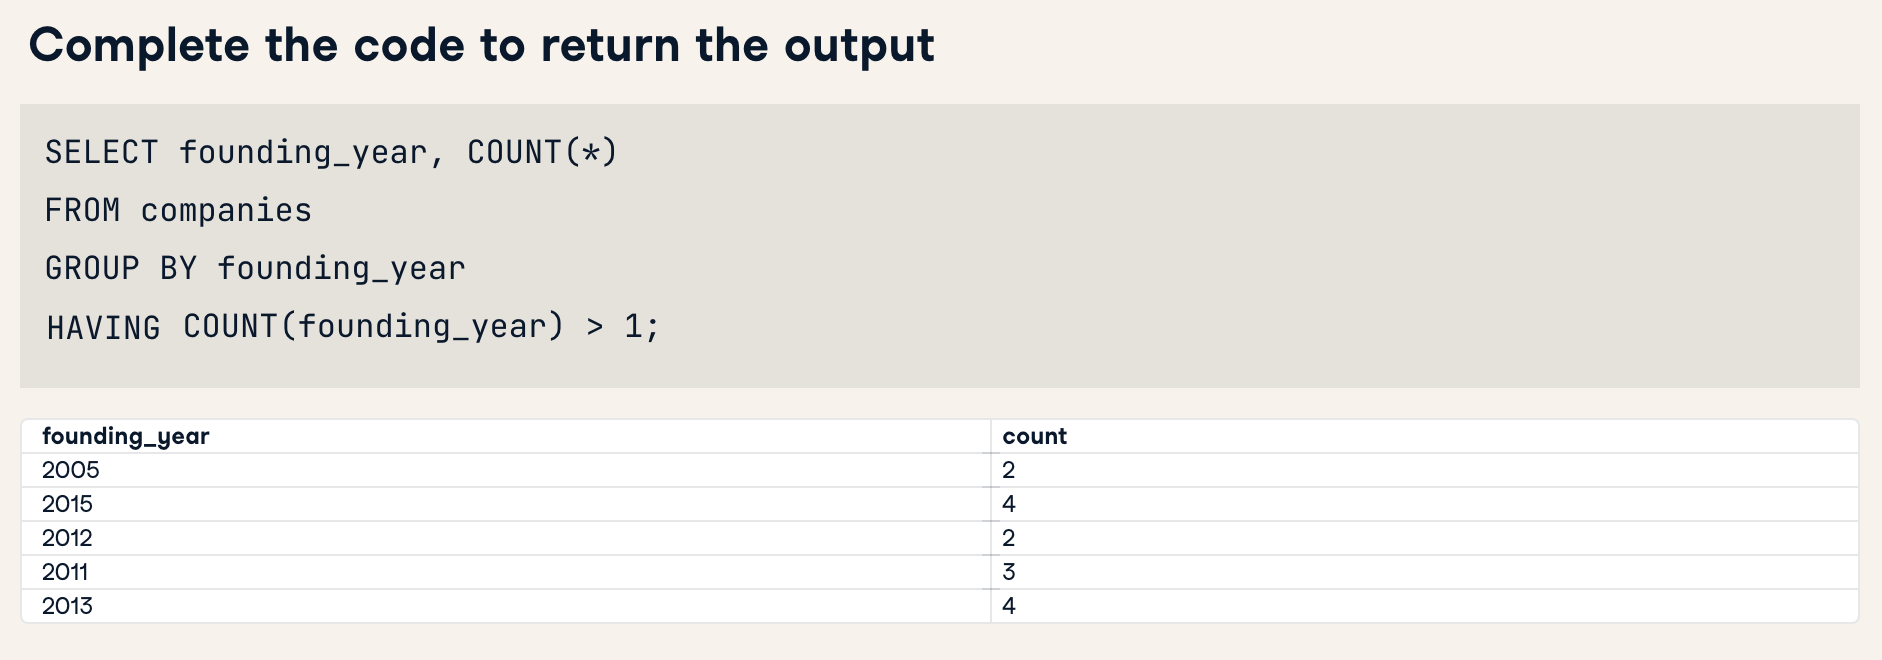 Complete the code to return the output
SELECT founding_year, COUNT(*)
FROM companies
GROUP BY founding_year
HAVING COUNT(founding_year) > 1;
founding_year count
2005 2
2015 4
2012 2
2011 3
2013 4